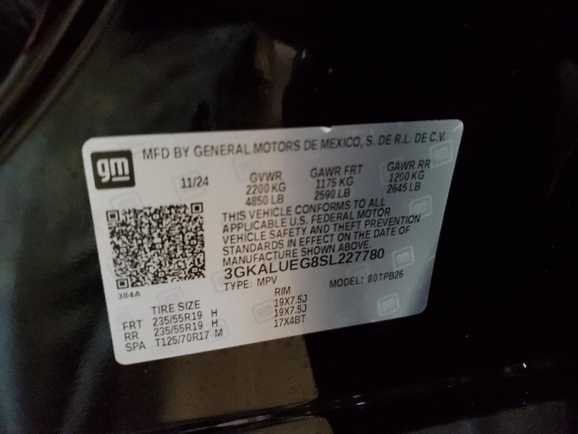 gm
MFD BY GENERAL MOTORS DE MEXICO, S. DE R.L. DE C.V.
11/24 GVWR GAWR FRT GAWR RR
2200 KG 1175 KG 1200 KG
4850 LB 2590 LB 2645 LB
THIS VEHICLE CONFORMS TO ALL
APPLICABLE U.S. FEDERAL MOTOR
VEHICLE SAFETY AND THEFT PREVENTION
STANDARDS IN EFFECT ON THE DATE OF
MANUFACTURE SHOWN ABOVE.
3GKALUEG8SL227780
384A
TYPE: MPV MODEL: 80TPB26
TIRE SIZE RIM
FRT 235/55R19 H 19X7.5J
RR 235/55R19 H 19X7.5J
SPA T125/70R17 M 17X4BT